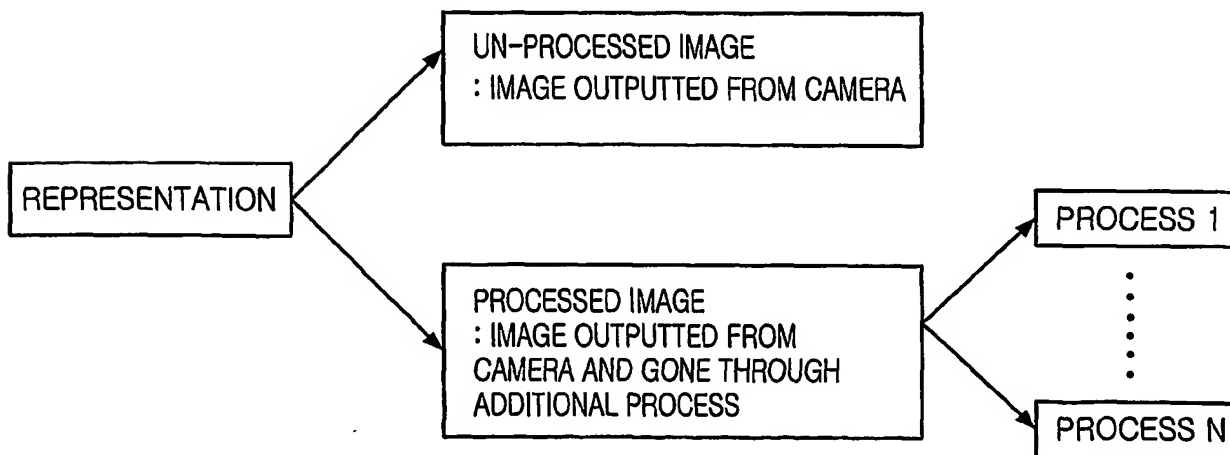 UN-PROCESSED IMAGE
: IMAGE OUTPUTTED FROM CAMERA
REPRESENTATION
PROCESSED IMAGE
: IMAGE OUTPUTTED FROM
CAMERA AND GONE THROUGH
ADDITIONAL PROCESS
PROCESS 1
PROCESS N